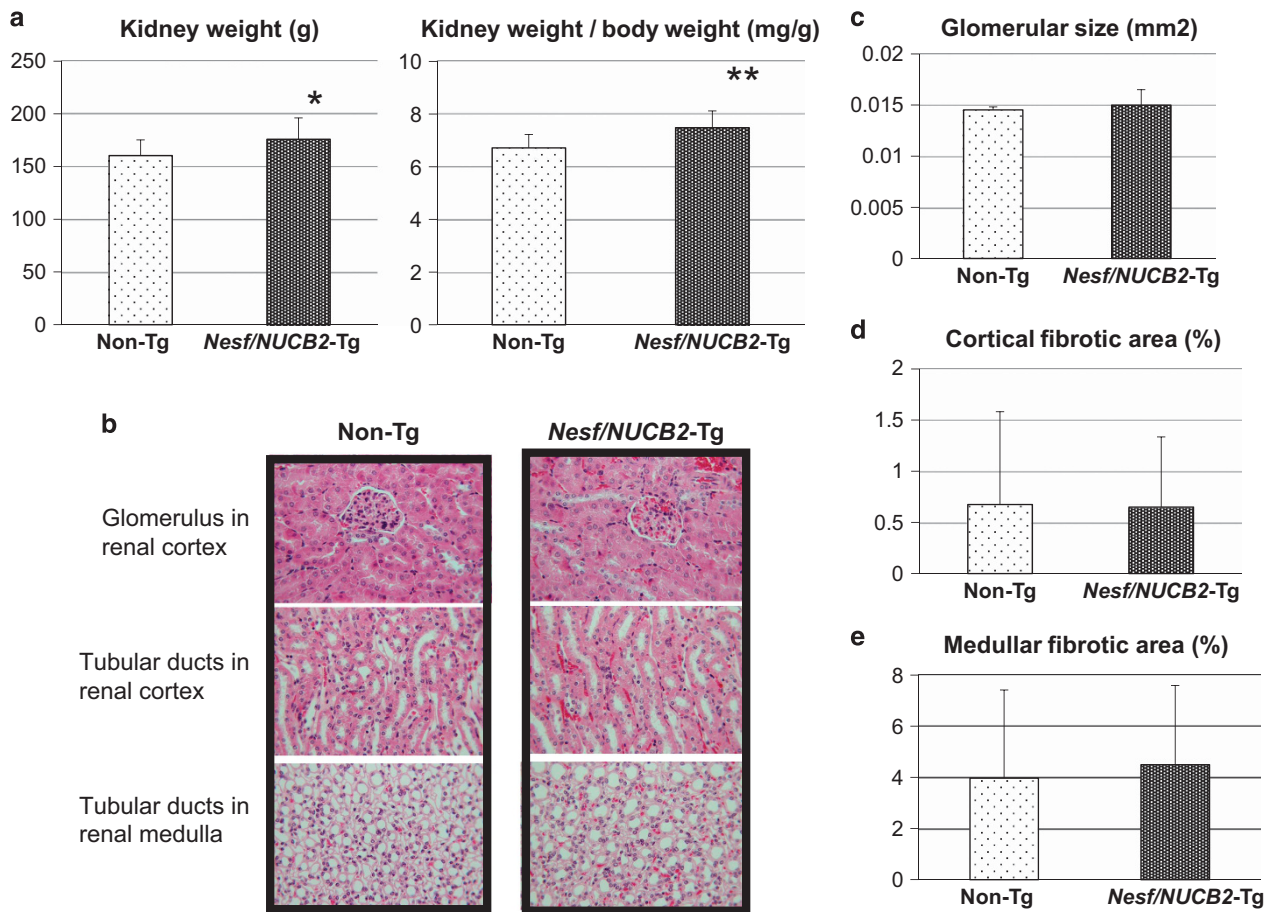 a
Kidney weight (g)
250
200
150
100
50
0
*
Non-Tg
Nesf/NUCB2-Tg
Kidney weight / body weight (mg/g)
10
8
6
4
2
0
**
Non-Tg
Nesf/NUCB2-Tg
b
Non-Tg
Nesf/NUCB2-Tg
Glomerulus in
renal cortex
Tubular ducts in
renal cortex
Tubular ducts in
renal medulla
c
Glomerular size (mm2)
0.02
0.015
0.01
0.005
0
Non-Tg
Nesf/NUCB2-Tg
d
Cortical fibrotic area (%)
2
1.5
1
0.5
0
Non-Tg
Nesf/NUCB2-Tg
e
Medullar fibrotic area (%)
8
6
4
2
0
Non-Tg
Nesf/NUCB2-Tg